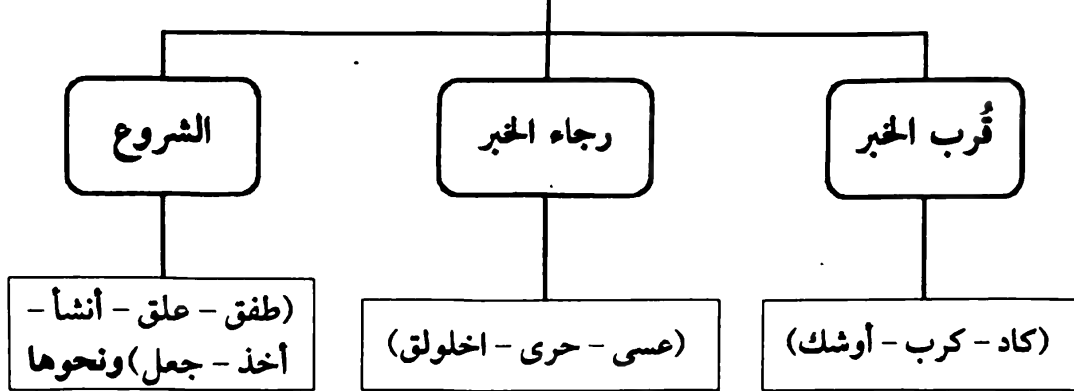 قُرب الخبر
رجاء الخبر
الشروع
(كاد - كرب - أوشك)
(عسى - حرى - اخلولق)
(طفق - علق - أنشأ -
أخذ - جعل) ونحوها